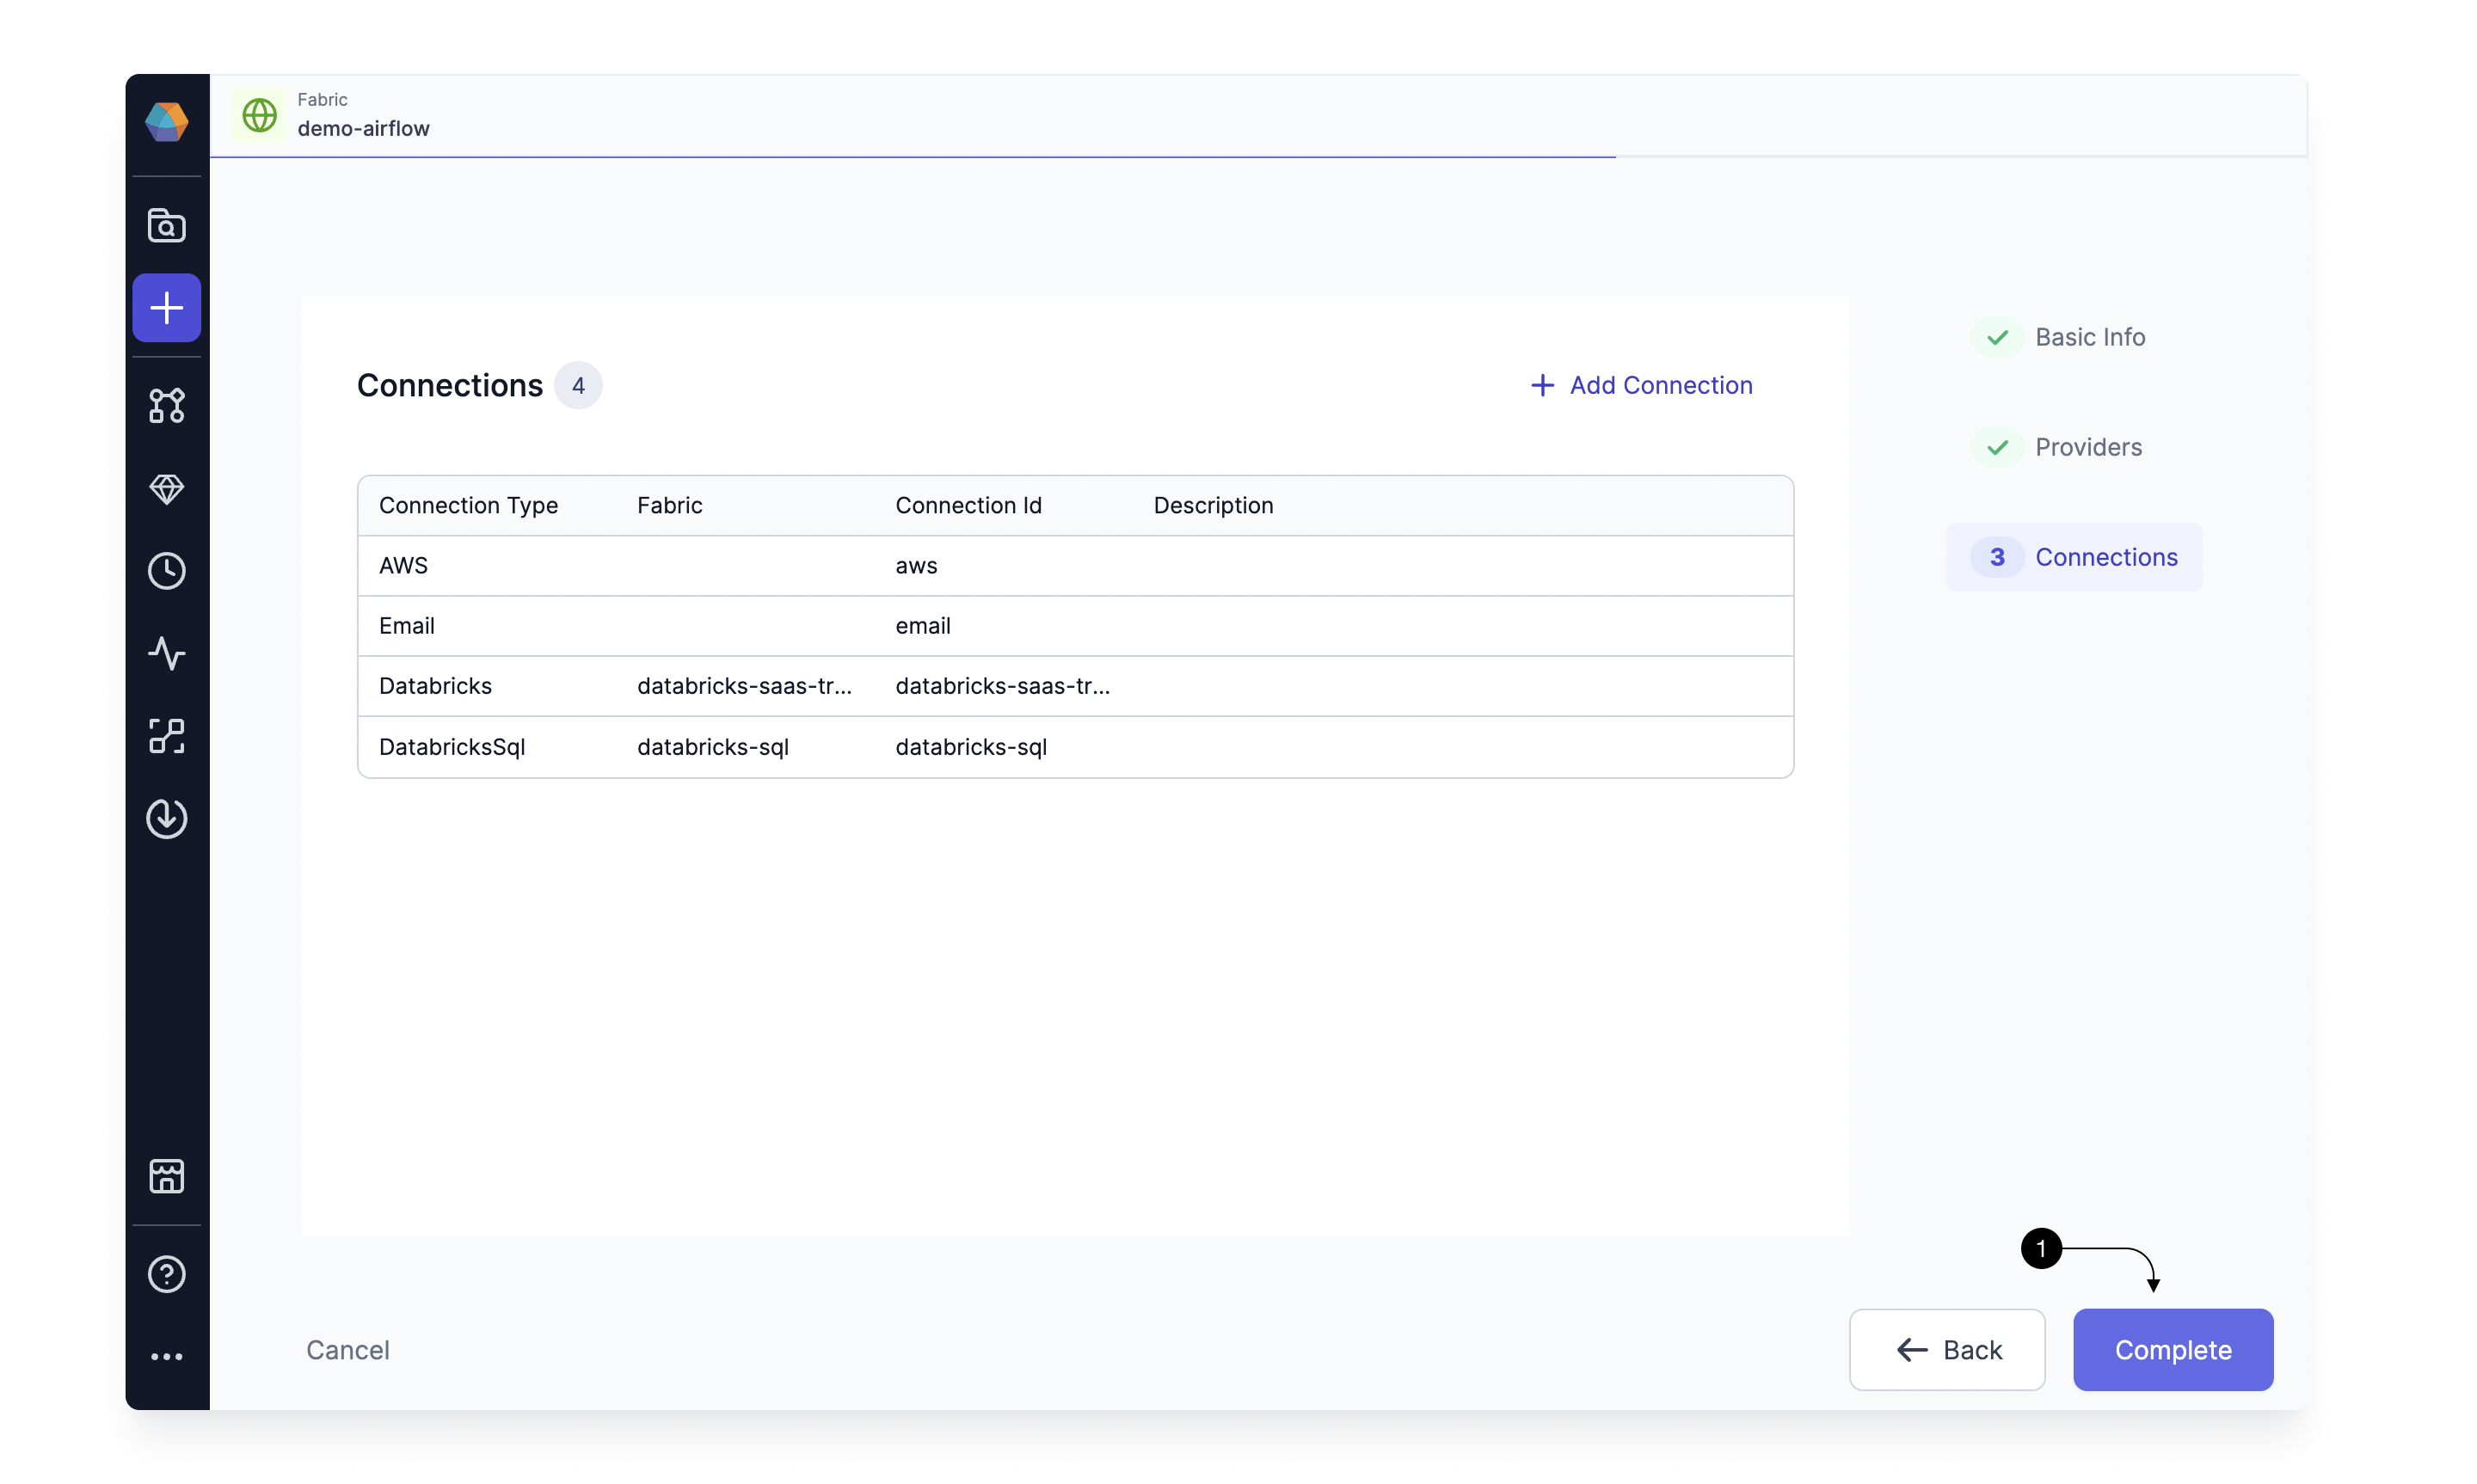 Fabric
demo-airflow
Connections 4
+ Add Connection
Connection Type Fabric Connection Id Description
AWS aws
Email email
Databricks databricks-saas-tr... databricks-saas-tr...
DatabricksSql databricks-sql databricks-sql
Basic Info
Providers
3 Connections
1
Cancel
Back
Complete